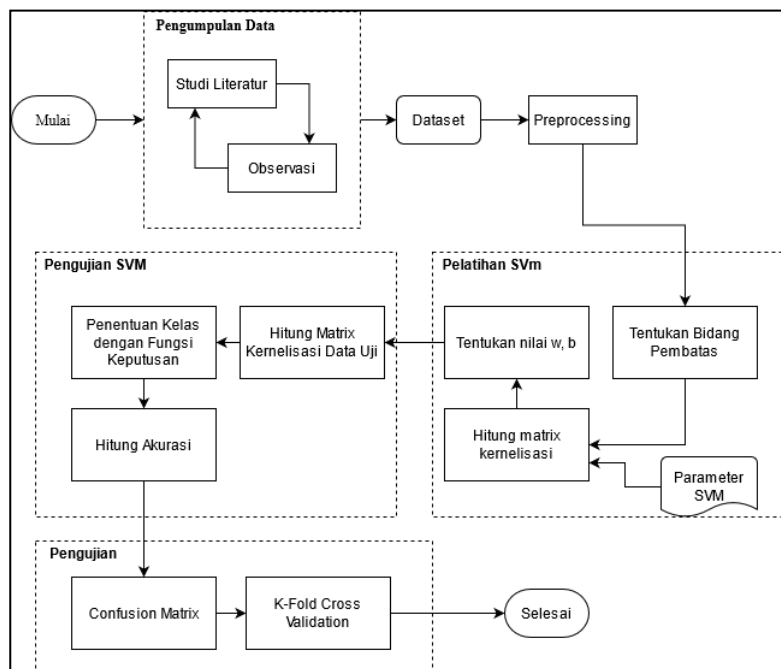 Pengumpulan Data
Studi Literatur
Mulai
Observasi
Dataset
Preprocessing
Pelatihan SVm
Tentukan Bidang
Pembatas
Tentukan nilai w, b
Hitung matrix
kernelisasi
Parameter
SVM
Pengujian SVM
Hitung Matrix
Kernelisasi Data Uji
Penentuan Kelas
dengan Fungsi
Keputusan
Hitung Akurasi
Pengujian
Confusion Matrix
K-Fold Cross
Validation
Selesai